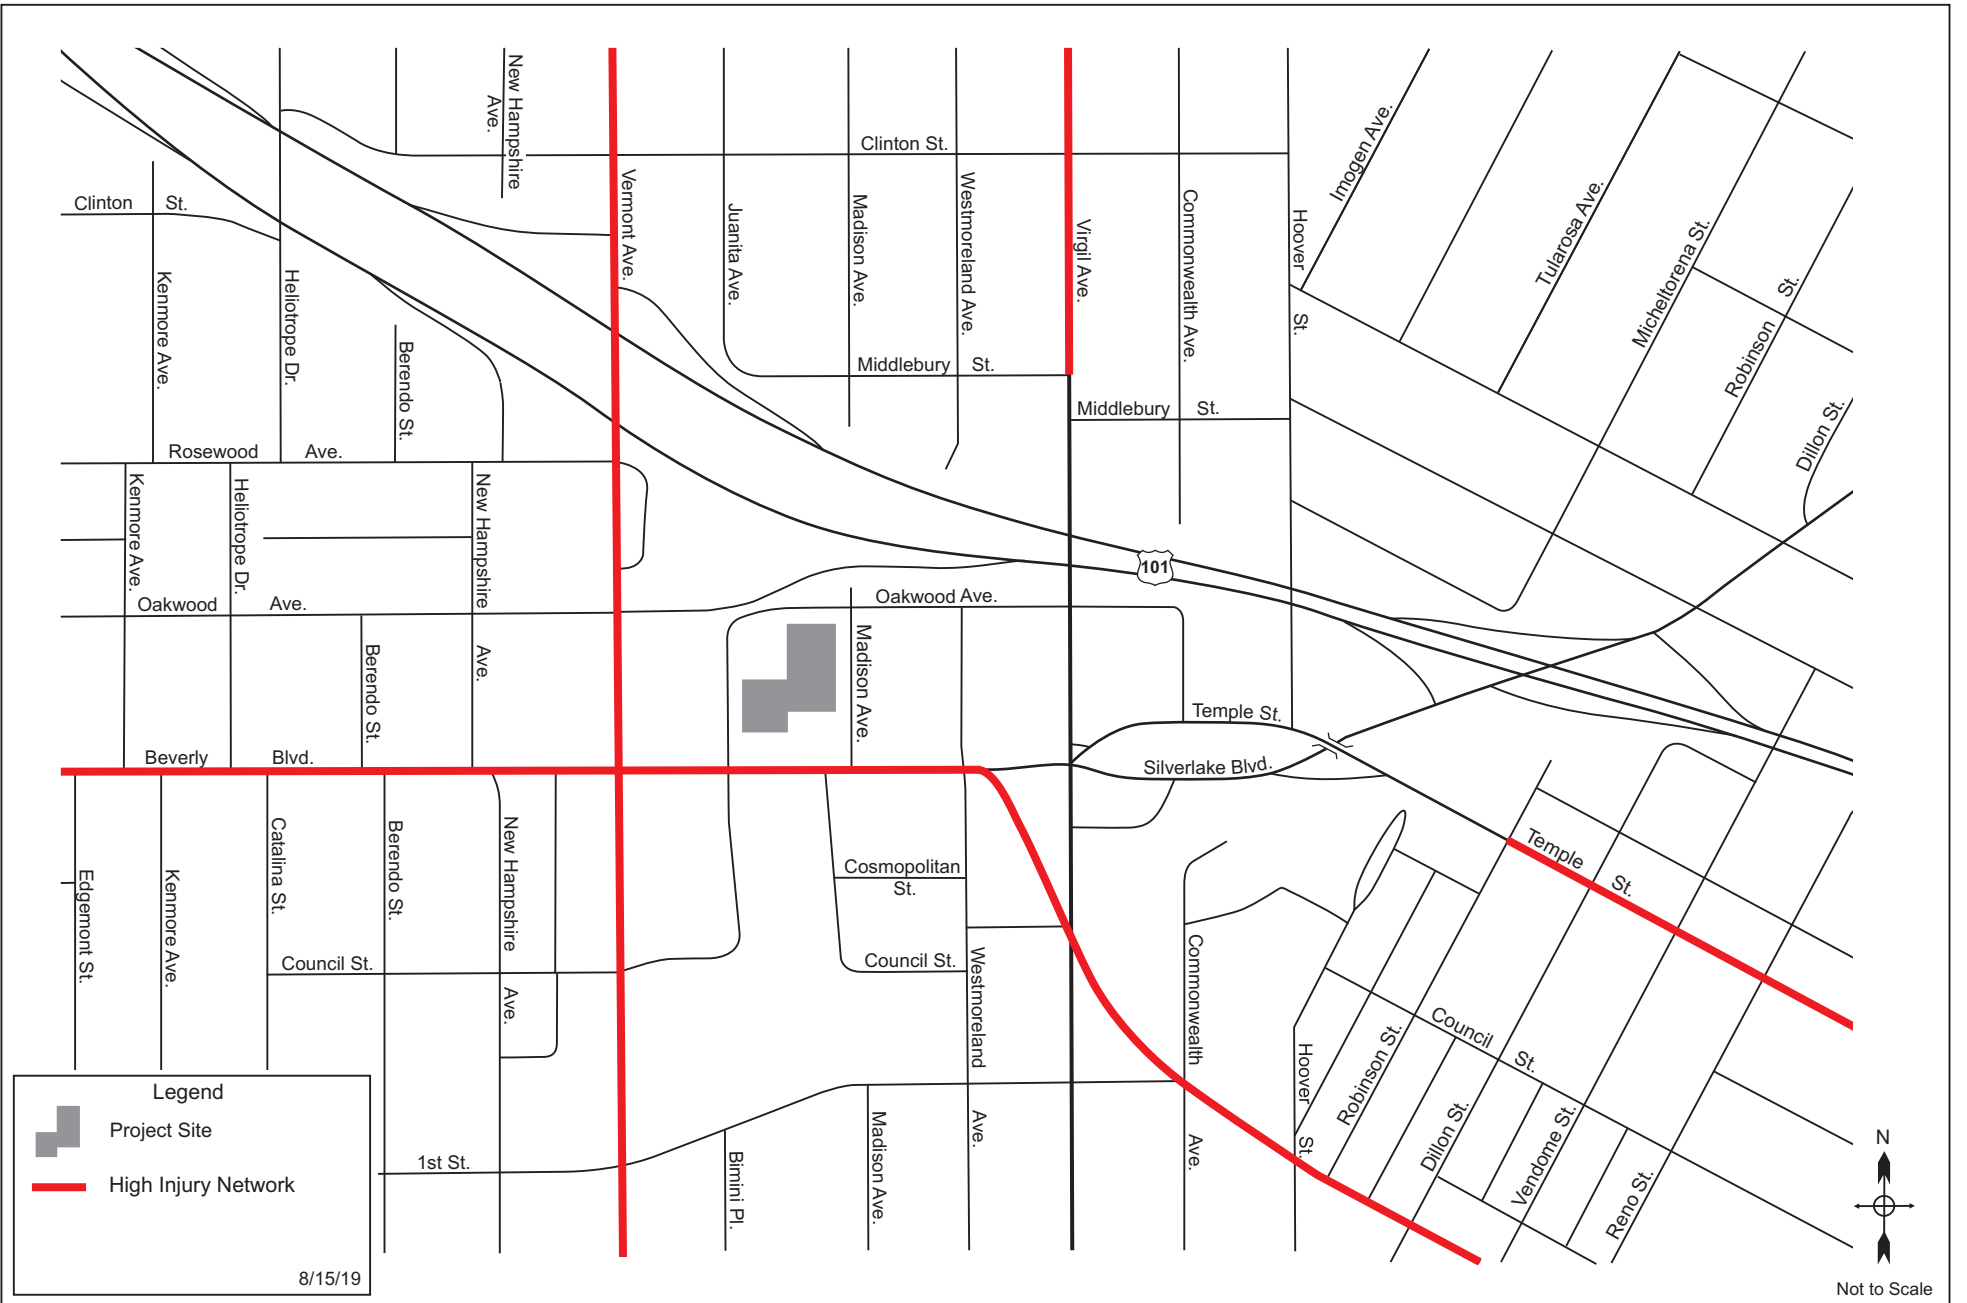 New Hampshire
Ave.
Clinton St.
Imogen Ave.
Tularosa Ave.
Micheltorena St.
Robinson
St.
Dillon St.
Clinton
St.
Vermont Ave.
Juanita Ave.
Madison Ave.
Westmoreland Ave.
Virgil Ave.
Commonwealth Ave.
Hoover
St.
Kenmore Ave.
Heliotrope Dr.
Berendo St.
Middlebury
St.
Middlebury
St.
Rosewood
Ave.
Kenmore Ave.
Heliotrope Dr.
New Hampshire
Ave.
101
Oakwood
Ave.
Oakwood Ave.
Berendo St.
Madison Ave.
Temple St.
Silverlake Blvd.
Beverly
Blvd.
Edgemont St.
Kenmore Ave.
Catalina St.
Berendo St.
New Hampshire
Ave.
Cosmopolitan
St.
Temple
St.
Council St.
Council St.
Westmoreland
Ave.
Commonwealth
Ave.
Hoover
St.
Robinson St.
Council
St.
Dillon St.
Vendome St.
Reno St.
1st St.
Bimini Pl.
Madison Ave.
Legend
Project Site
High Injury Network
8/15/19
N
Not to Scale